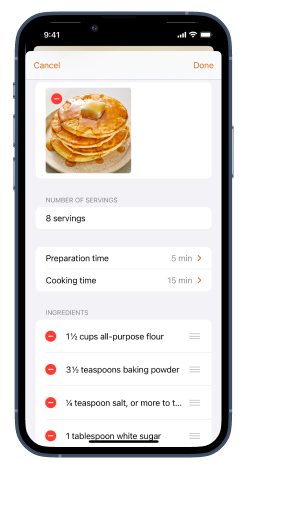 9:41
Cancel Done
NUMBER OF SERVINGS
8 servings
Preparation time 5 min
Cooking time 15 min
INGREDIENTS
1½ cups all-purpose flour
3½ teaspoons baking powder
¼ teaspoon salt, or more to t...
1 tablespoon white sugar